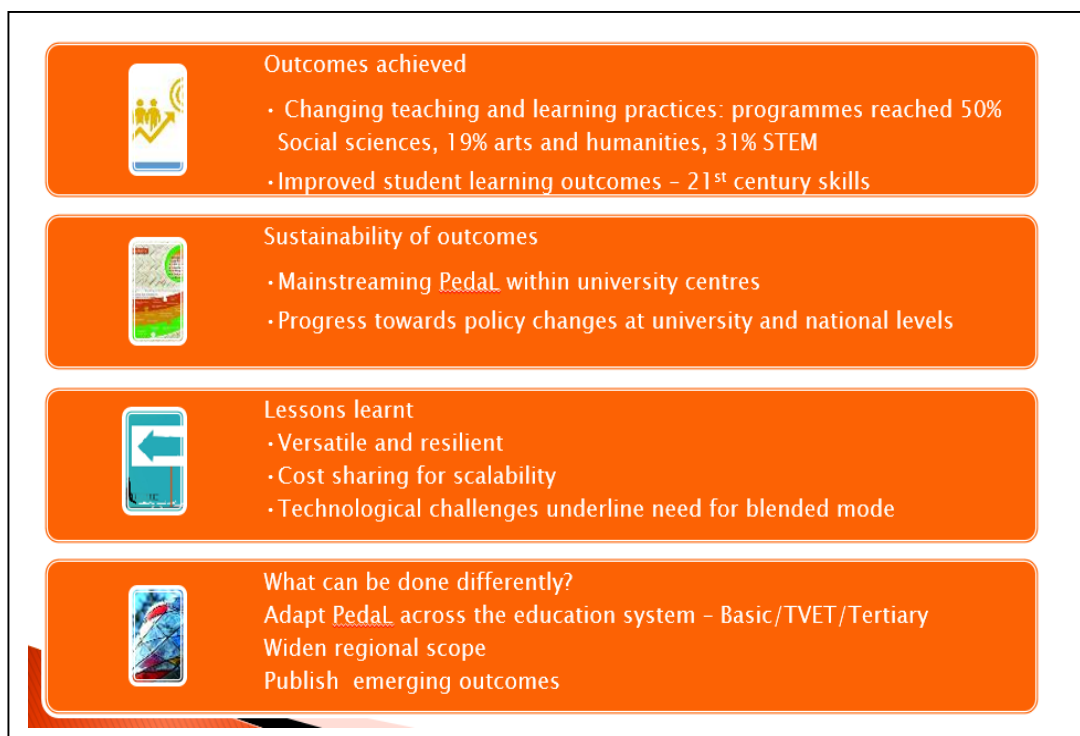 Outcomes achieved
· Changing teaching and learning practices: programmes reached 50%
Social sciences, 19% arts and humanities, 31% STEM
·Improved student learning outcomes – 21st century skills
Sustainability of outcomes
·Mainstreaming PedaL within university centres
·Progress towards policy changes at university and national levels
Lessons learnt
·Versatile and resilient
·Cost sharing for scalability
·Technological challenges underline need for blended mode
What can be done differently?
Adapt PedaL across the education system – Basic/TVET/Tertiary
Widen regional scope
Publish emerging outcomes